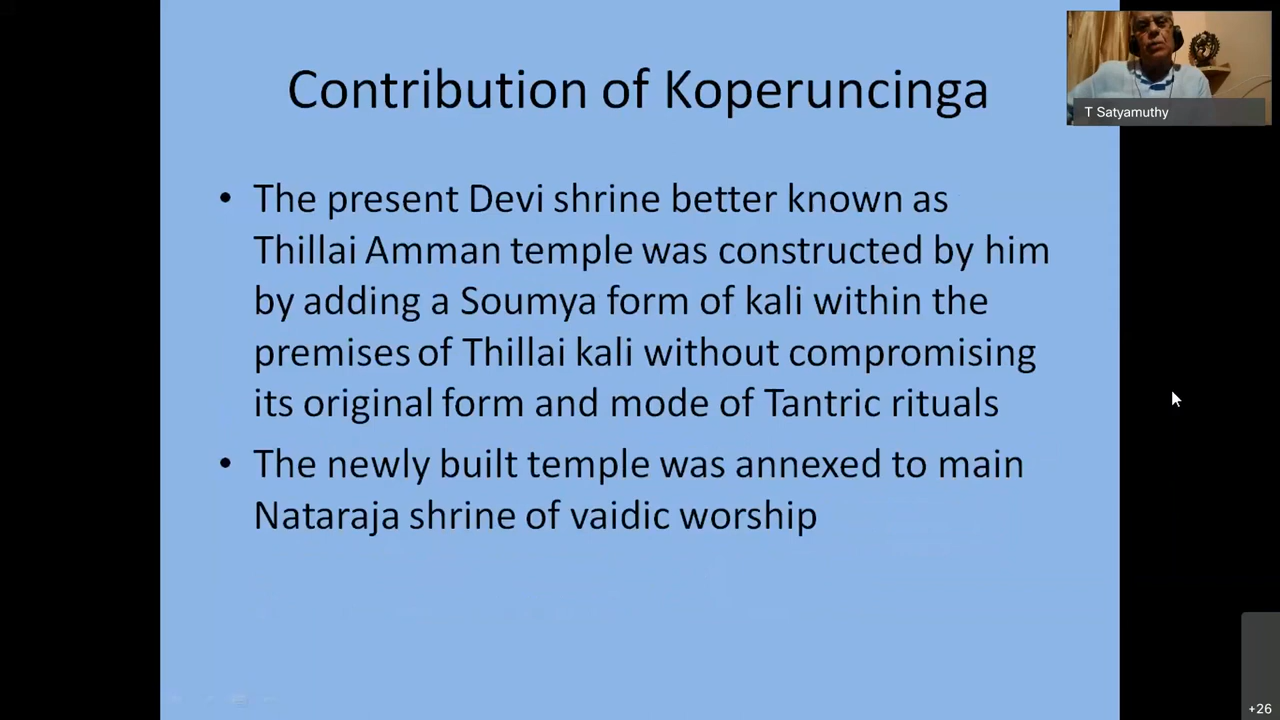 Contribution of Koperuncinga
T Satyamuthy
• The present Devi shrine better known as
Thillai Amman temple was constructed by him
by adding a Soumya form of kali within the
premises of Thillai kali without compromising
its original form and mode of Tantric rituals
• The newly built temple was annexed to main
Nataraja shrine of vaidic worship
+26